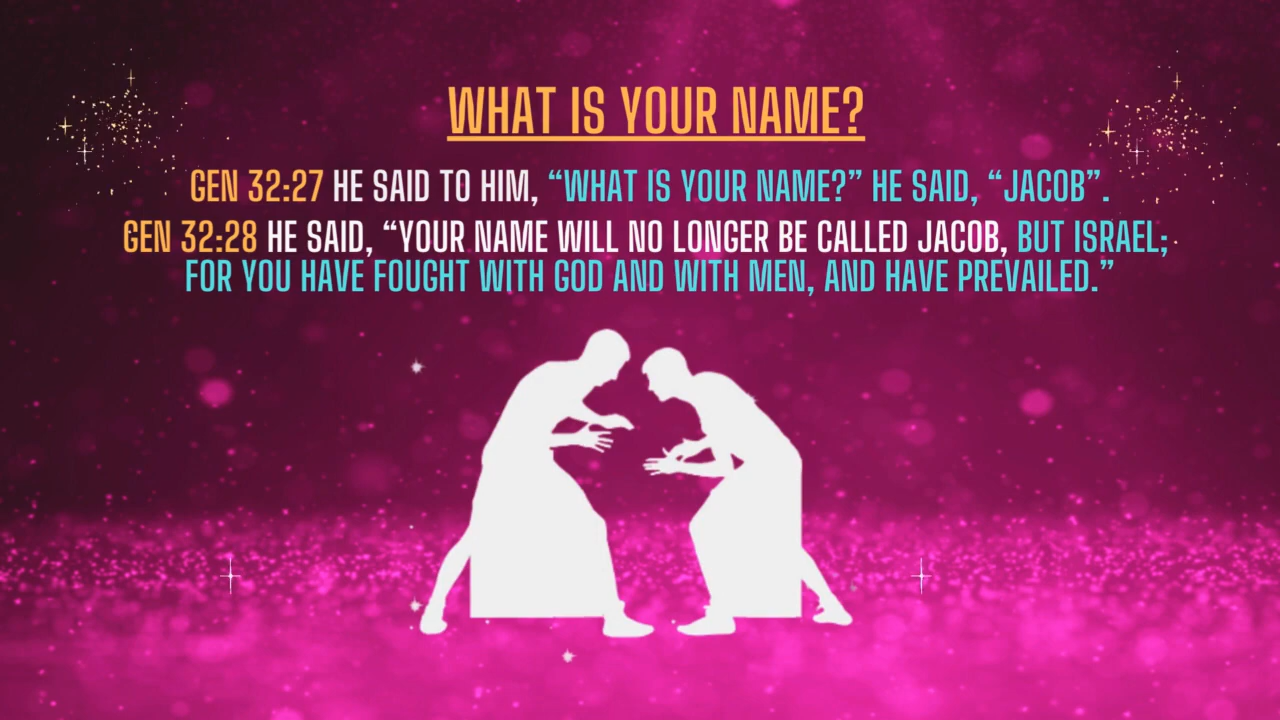 WHAT IS YOUR NAME?
GEN 32:27 HE SAID TO HIM, “WHAT IS YOUR NAME?” HE SAID, “JACOB”.
GEN 32:28 HE SAID, “YOUR NAME WILL NO LONGER BE CALLED JACOB, BUT ISRAEL;
FOR YOU HAVE FOUGHT WITH GOD AND WITH MEN, AND HAVE PREVAILED.”